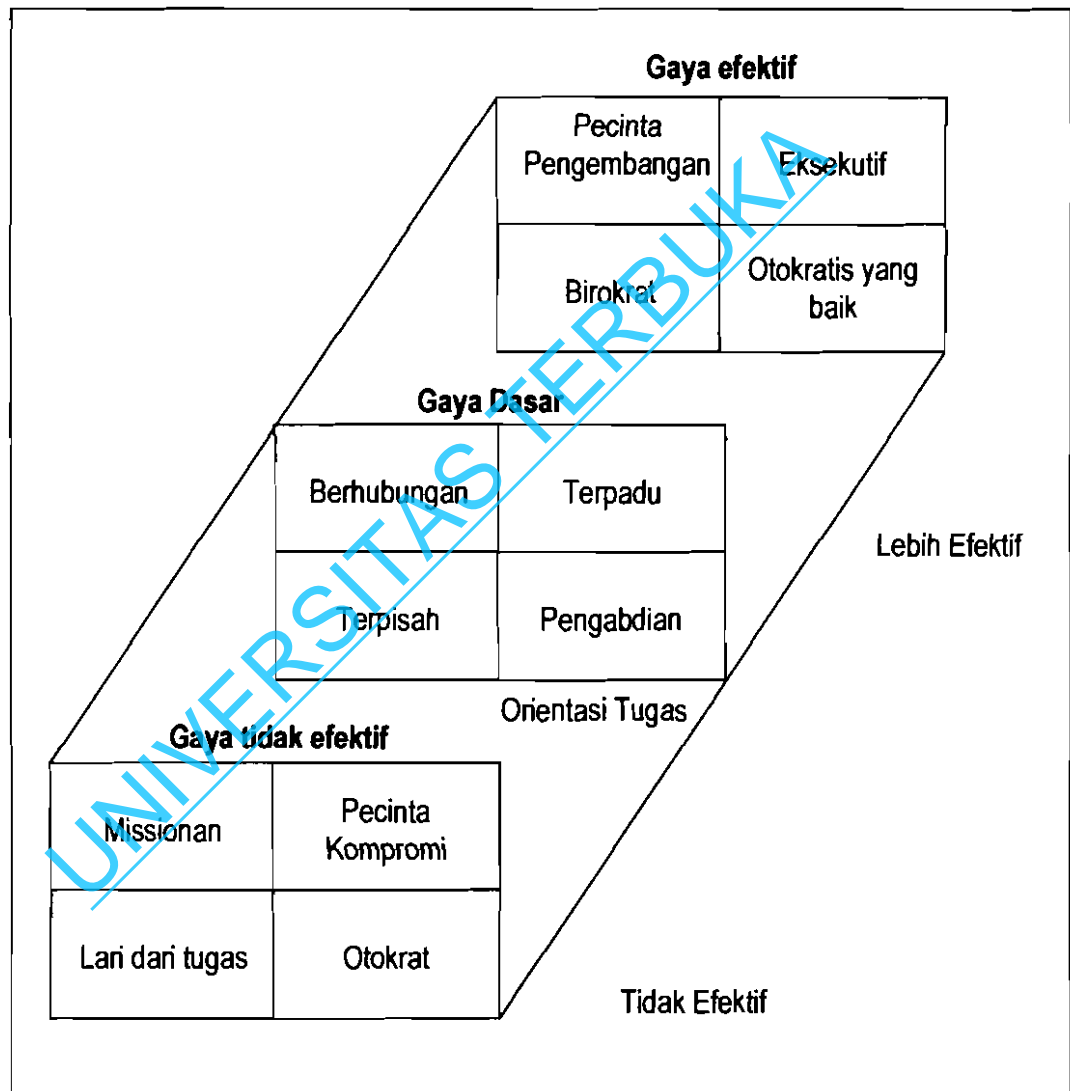 Gaya efektif
Pecinta
Pengembangan
Eksekutif
Birokrat
Otokratis yang
baik
Gaya Dasar
Berhubungan
Terpadu
Lebih Efektif
Terpisah
Pengabdian
Orientasi Tugas
Gaya tidak efektif
Missionan
Pecinta
Kompromi
Lari dari tugas
Otokrat
Tidak Efektif
UNIVERSITAS TERBUKA